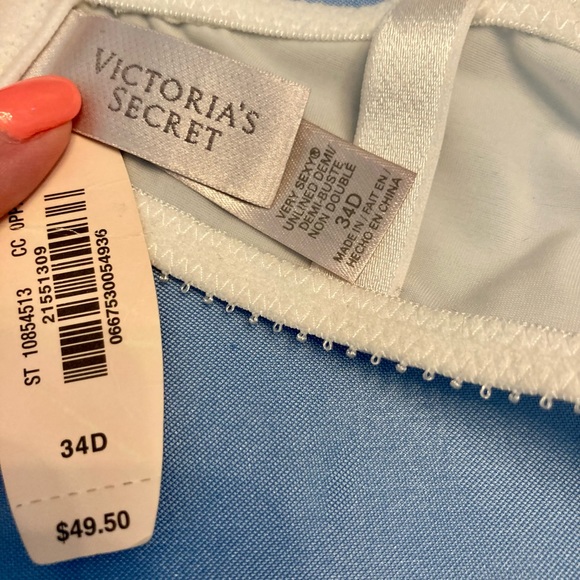 VICTORIA'S
SECRET
VERY SEXY®
UNLINED DEMI/
DEMI-BUSTE
NON DOUBLÉ
34D
MADE IN / FAIT EN /
HECHO EN CHINA
ST 10854513 CC
21551309
0667530054936
34D
$49.50